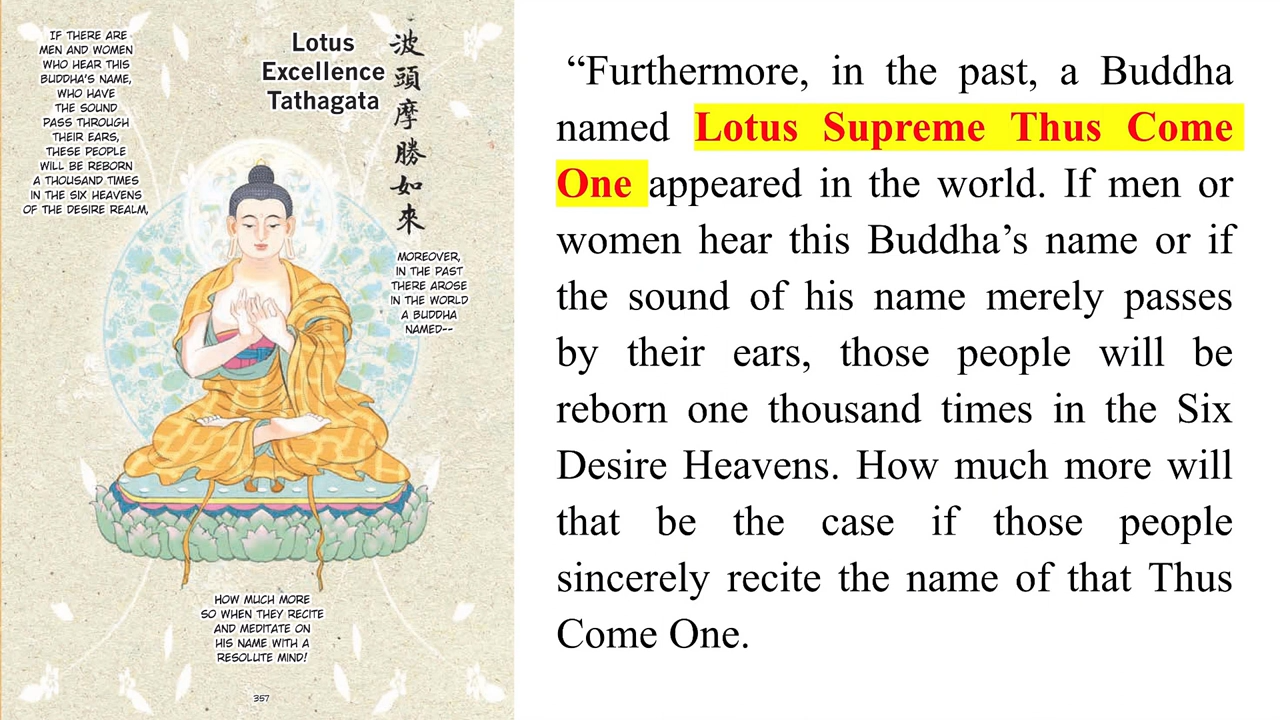 IF THERE ARE
MEN AND WOMEN
WHO HEAR THIS
BUDDHA'S NAME,
WHO HAVE
THE SOUND
PASS THROUGH
THEIR EARS,
THESE PEOPLE
WILL BE REBORN
A THOUSAND TIMES
IN THE SIX HEAVENS
OF THE DESIRE REALM,
Lotus
Excellence
Tathagata
波頭摩勝如來
MOREOVER,
IN THE PAST
THERE AROSE
IN THE WORLD
A BUDDHA
NAMED--
HOW MUCH MORE
SO WHEN THEY RECITE
AND MEDITATE ON
HIS NAME WITH A
RESOLUTE MIND!
357
“Furthermore, in the past, a Buddha
named Lotus Supreme Thus Come
One appeared in the world. If men or
women hear this Buddha’s name or if
the sound of his name merely passes
by their ears, those people will be
reborn one thousand times in the Six
Desire Heavens. How much more will
that be the case if those people
sincerely recite the name of that Thus
Come One.